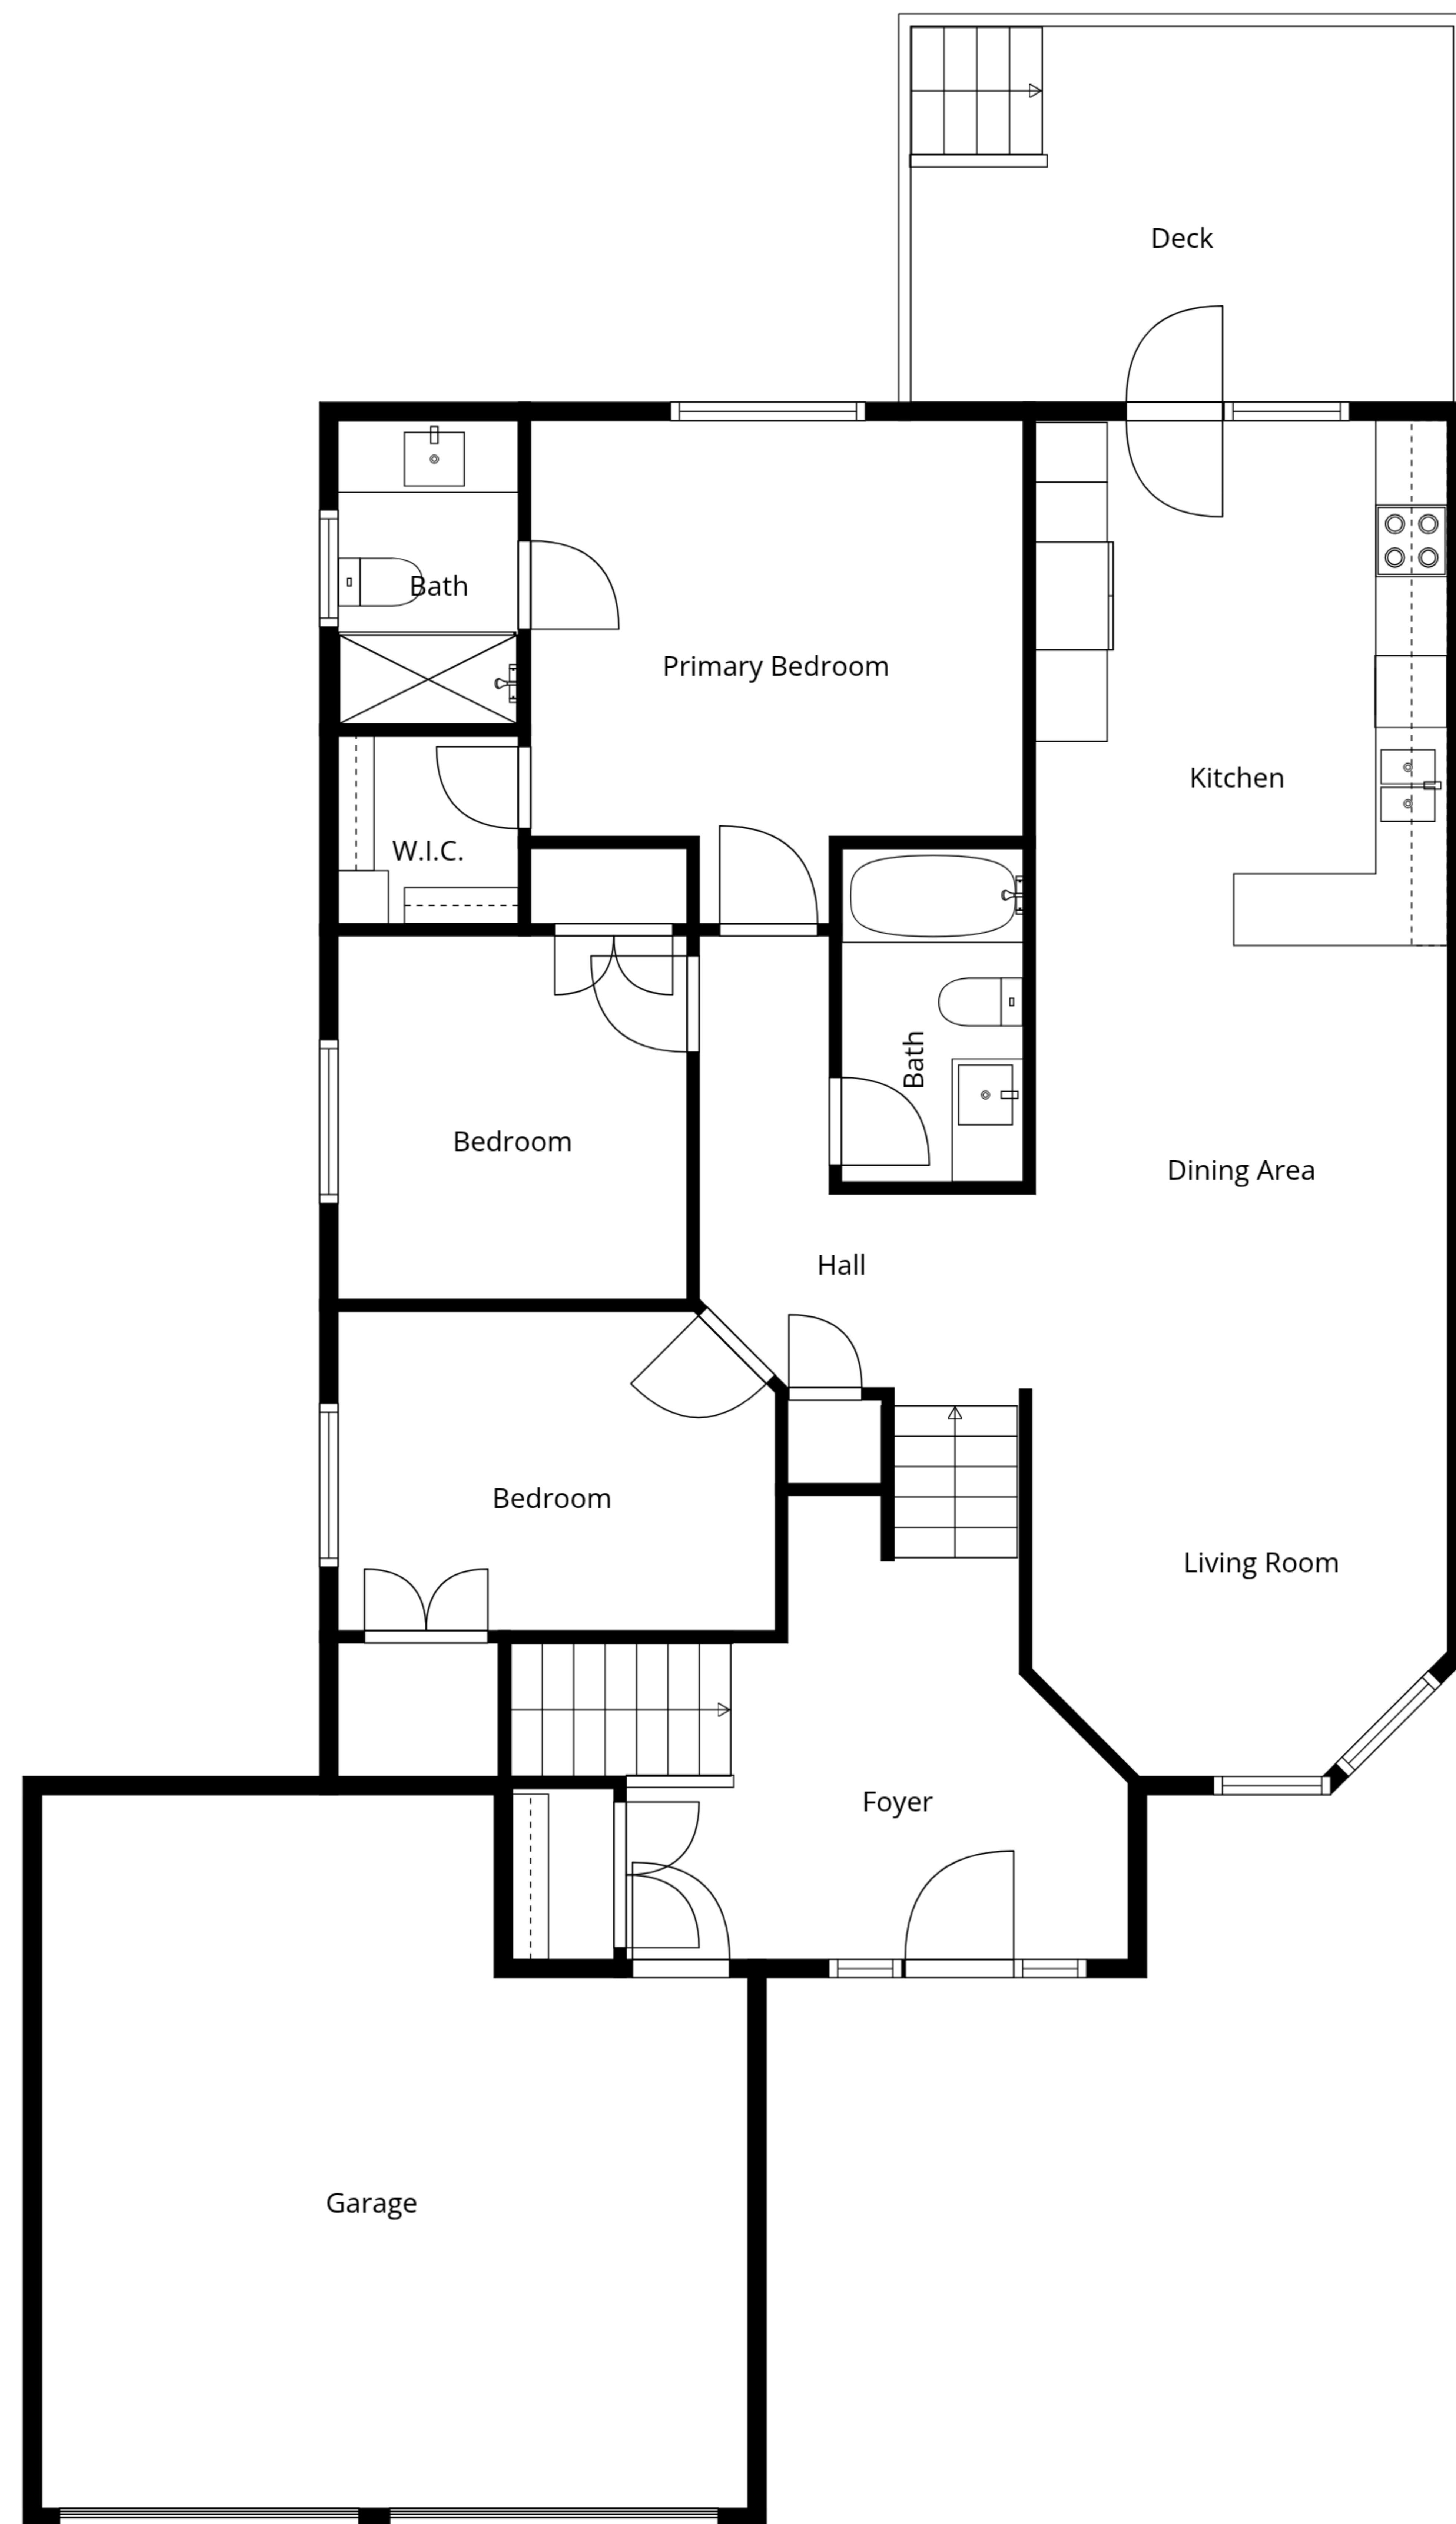 Deck
Bath
Primary Bedroom
Kitchen
W.I.C.
Bath
Bedroom
Dining Area
Hall
Bedroom
Living Room
Foyer
Garage